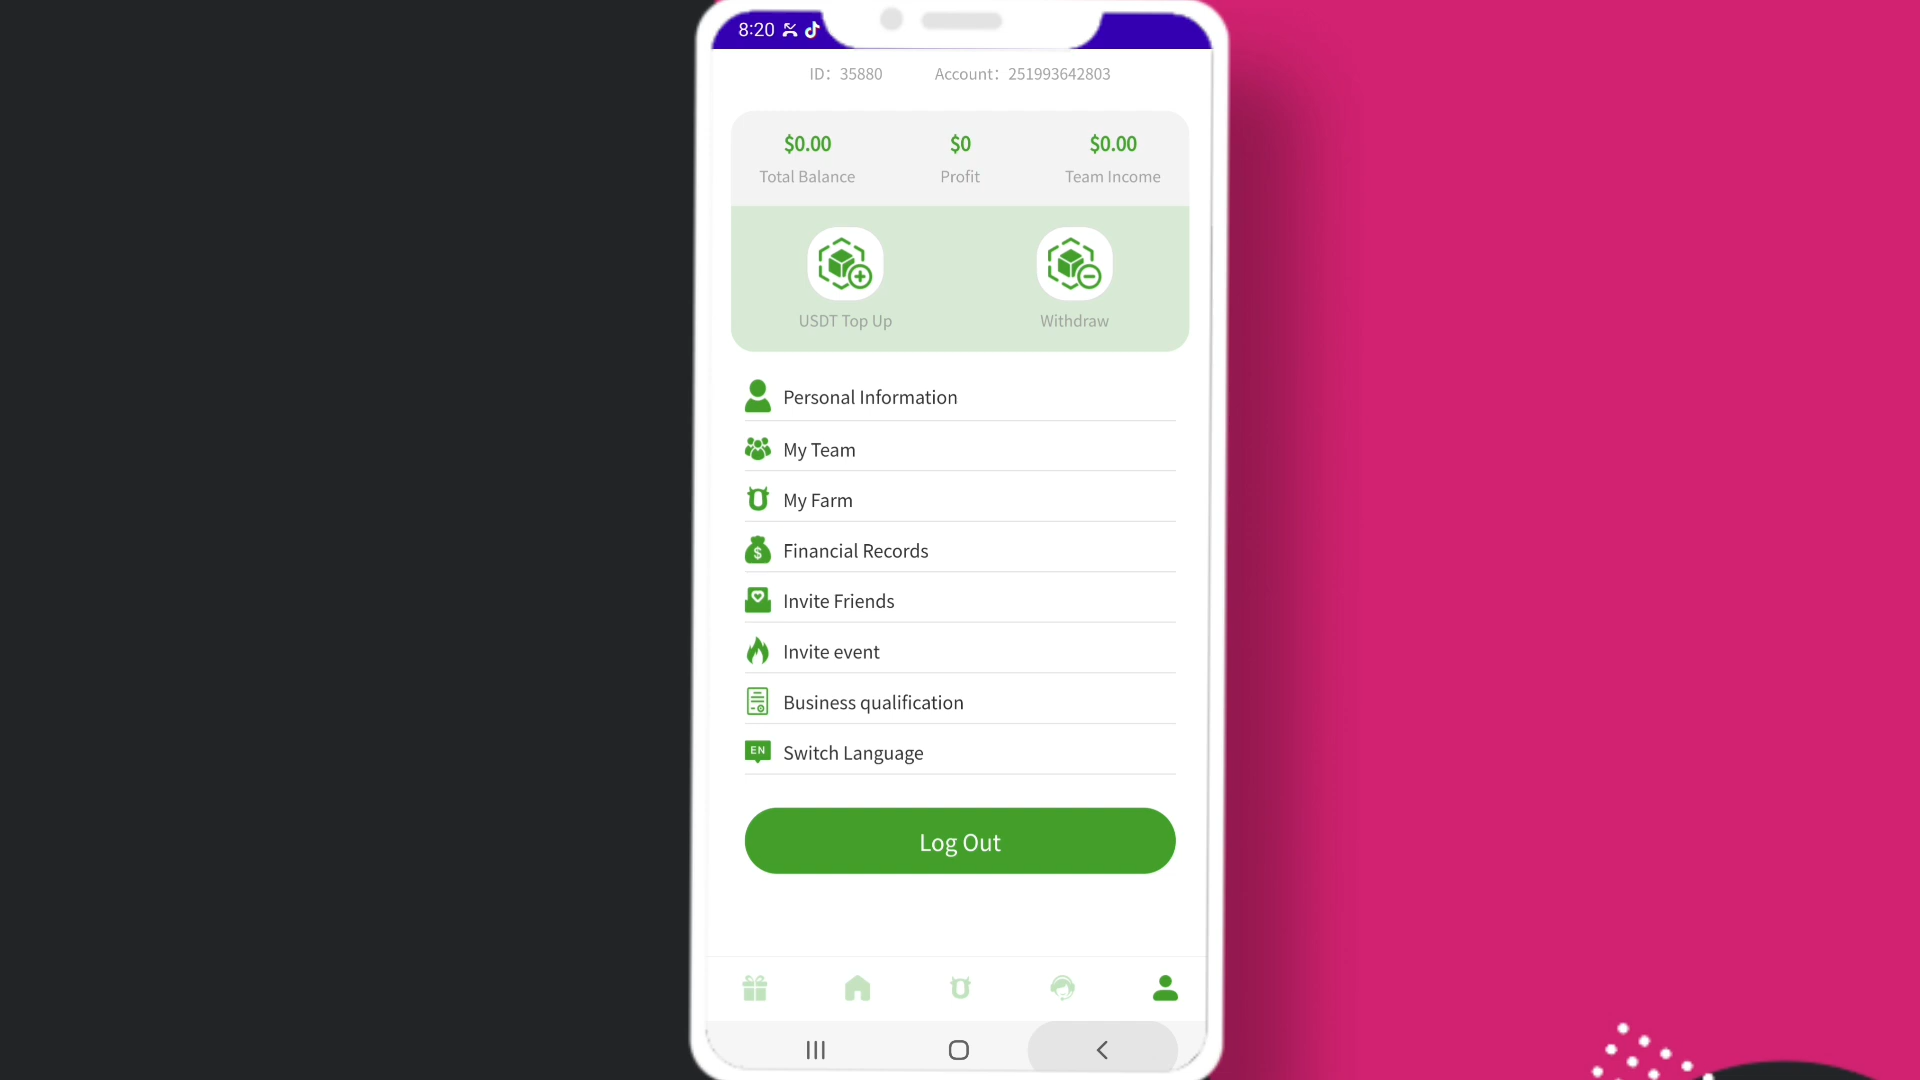 8:20
ID: 35880 Account: 251993642803
$0.00 $0 $0.00
Total Balance Profit Team Income
USDT Top Up Withdraw
Personal Information
My Team
My Farm
$ Financial Records
Invite Friends
Invite event
Business qualification
EN Switch Language
Log Out